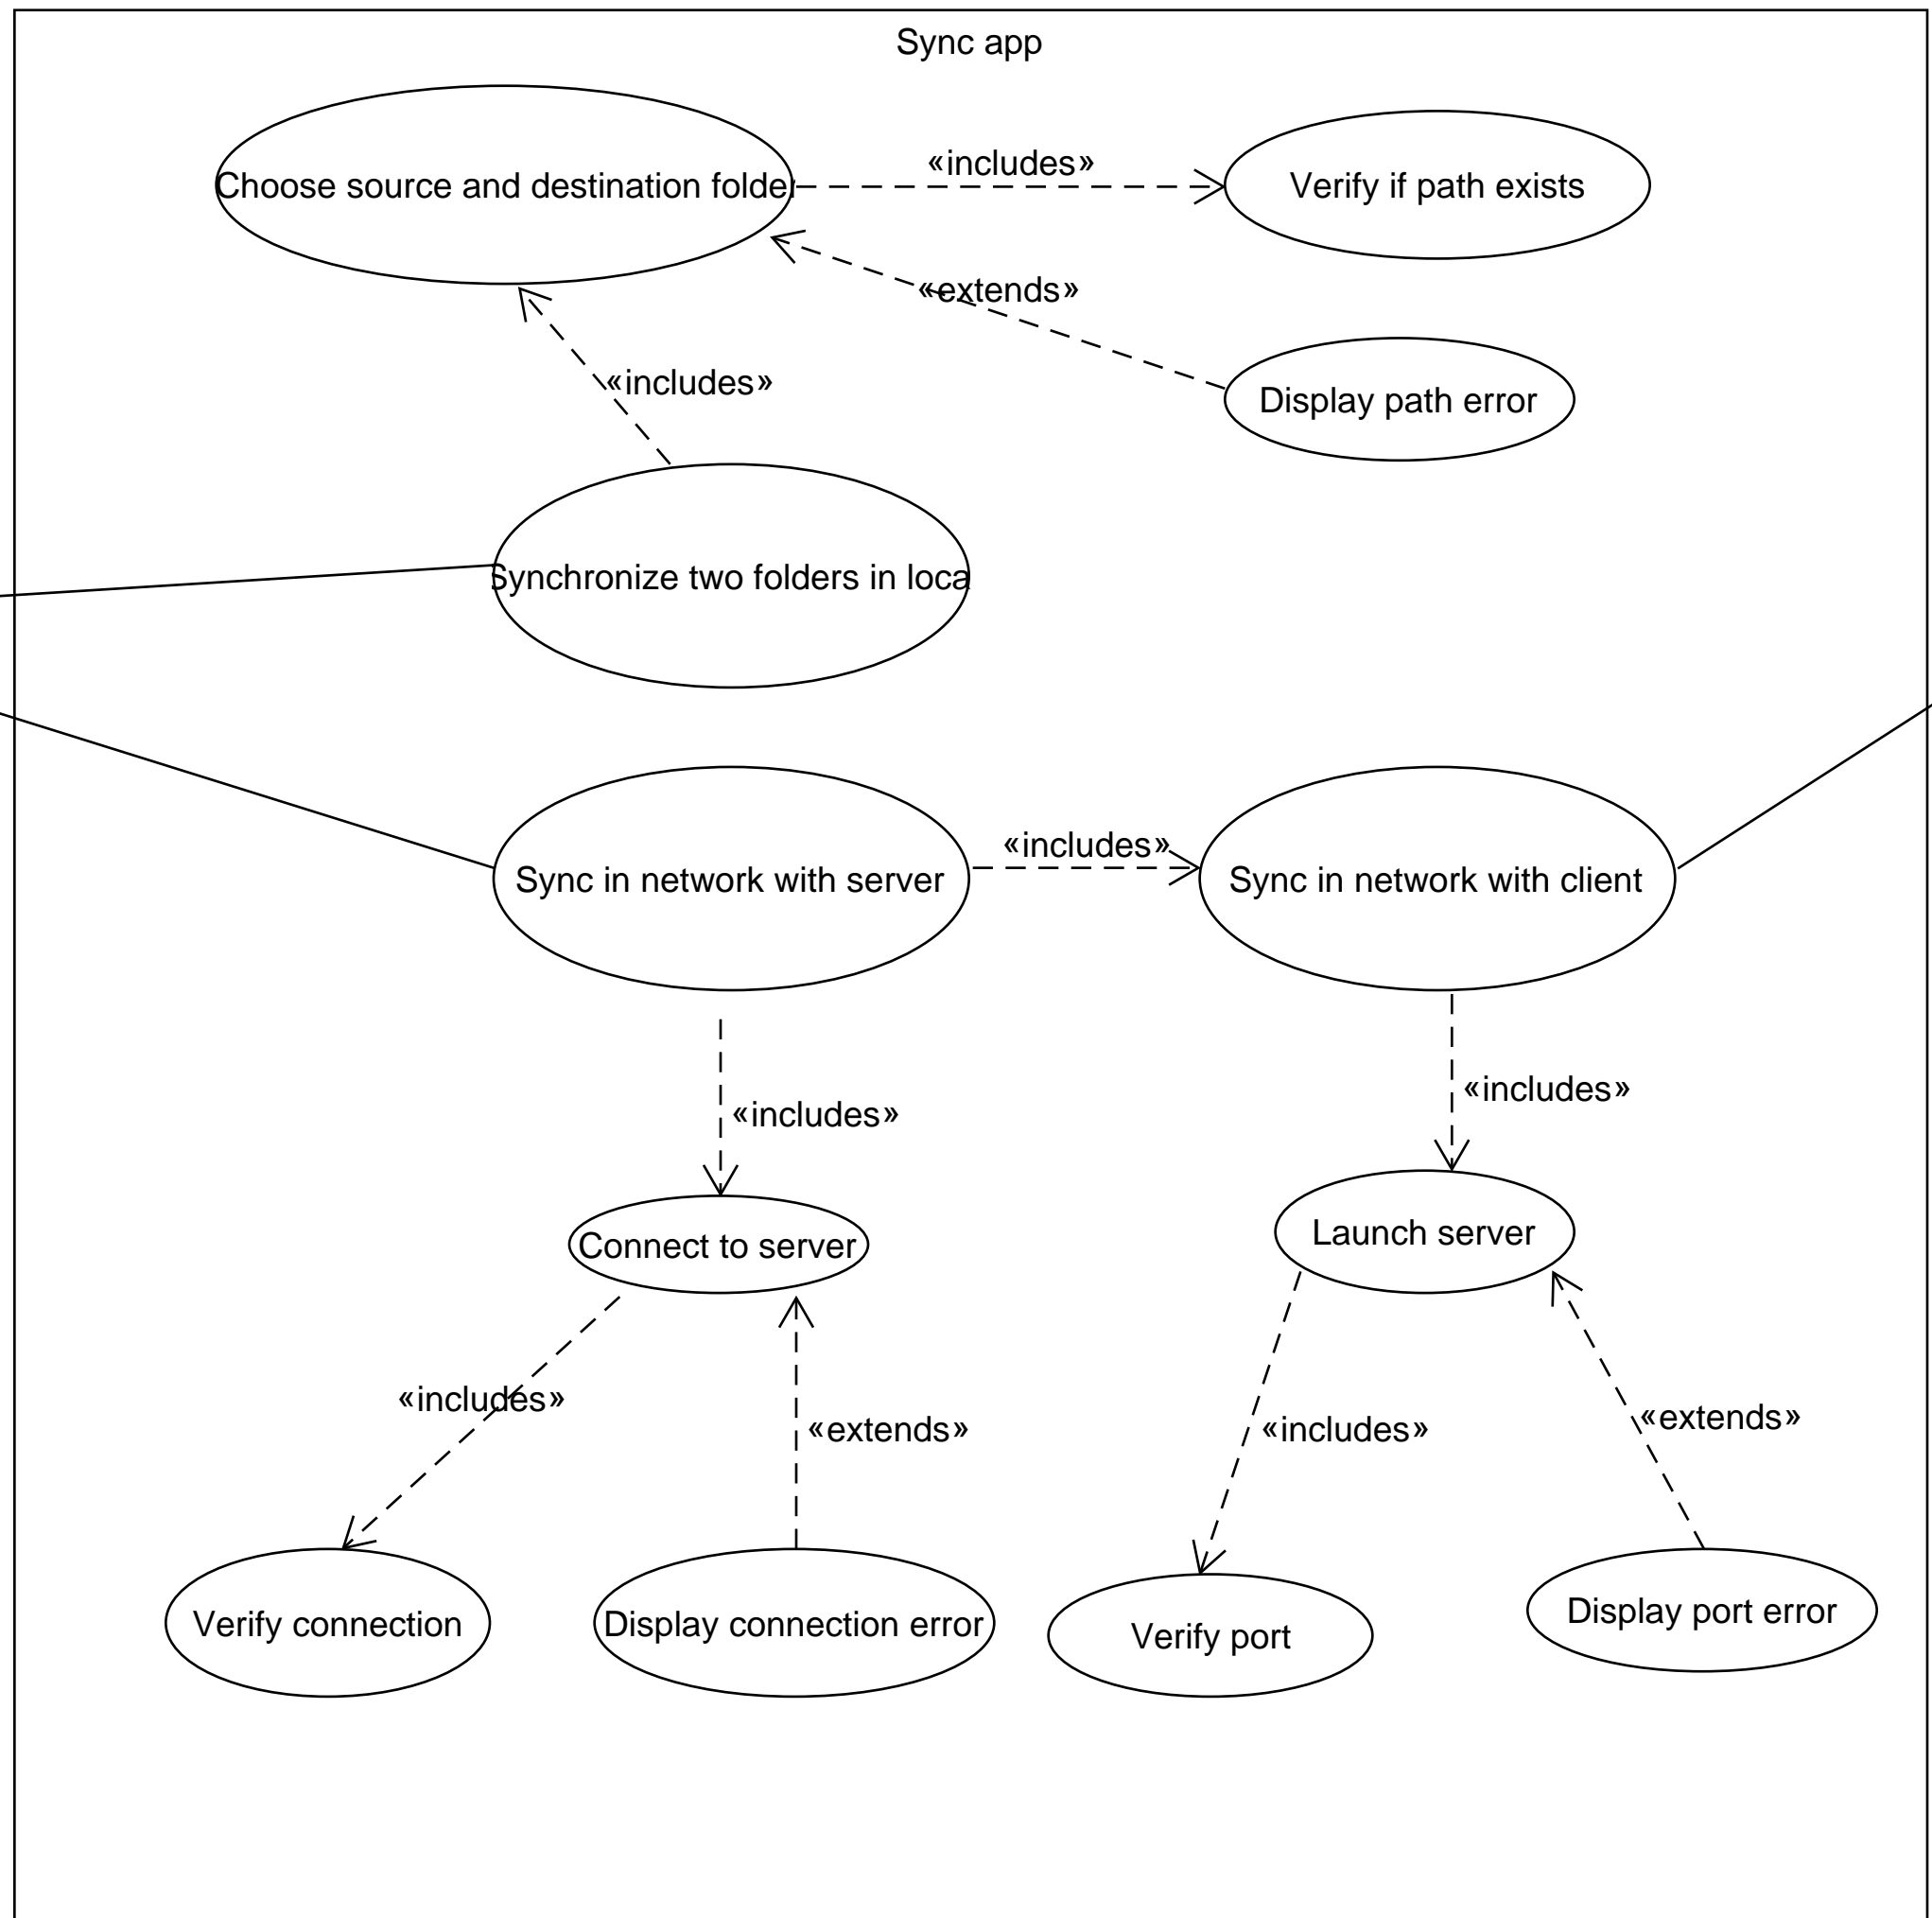 Sync app
«includes»
Choose source and destination folder
Verify if path exists
«extends»
«includes»
Display path error
Synchronize two folders in loca
«includes»
Sync in network with server
Sync in network with client
«includes»
«includes»
Launch server
Connect to server
«includes»
«extends»
«includes»
«extends»
Verify connection
Display connection error
Verify port
Display port error